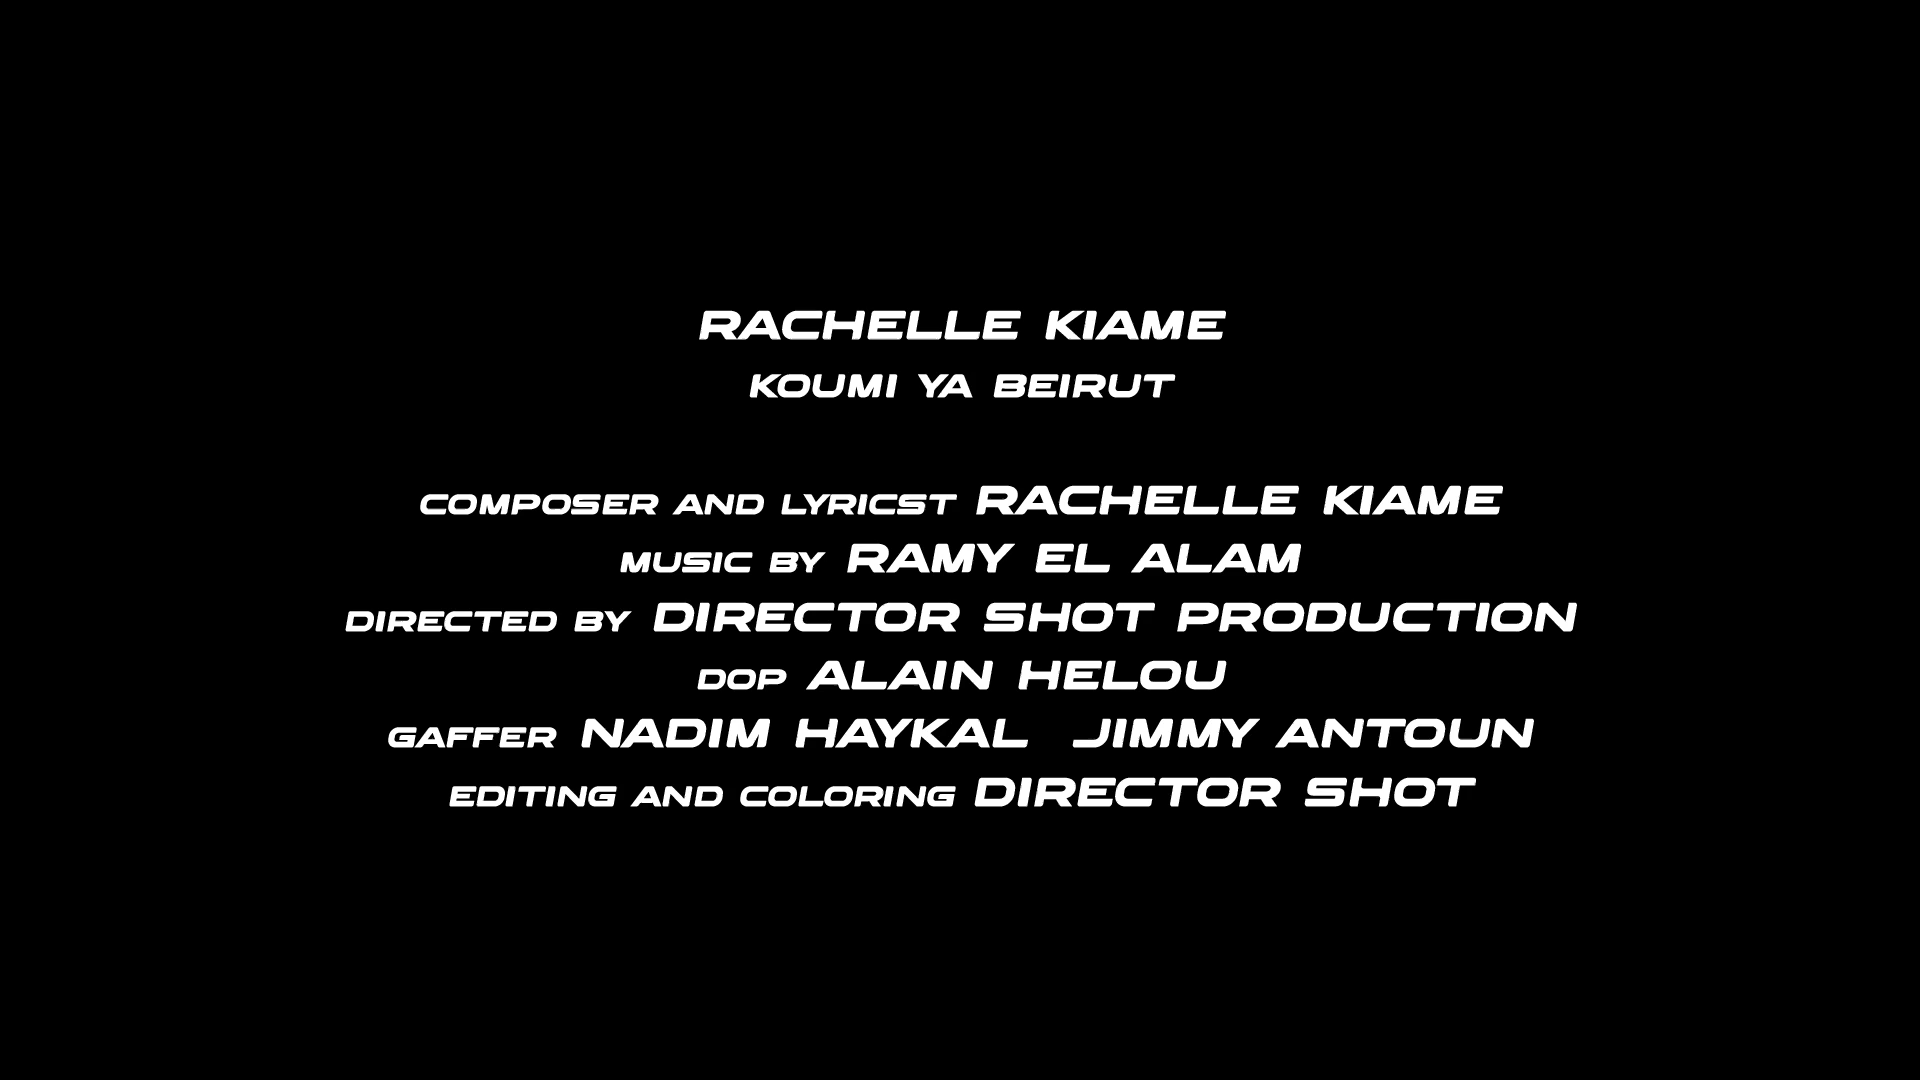 RACHELLE KIAME
KOUMI YA BEIRUT
COMPOSER AND LYRICST RACHELLE KIAME
MUSIC BY RAMY EL ALAM
DIRECTED BY DIRECTOR SHOT PRODUCTION
DOP ALAIN HELOU
GAFFER NADIM HAYKAL JIMMY ANTOUN
EDITING AND COLORING DIRECTOR SHOT